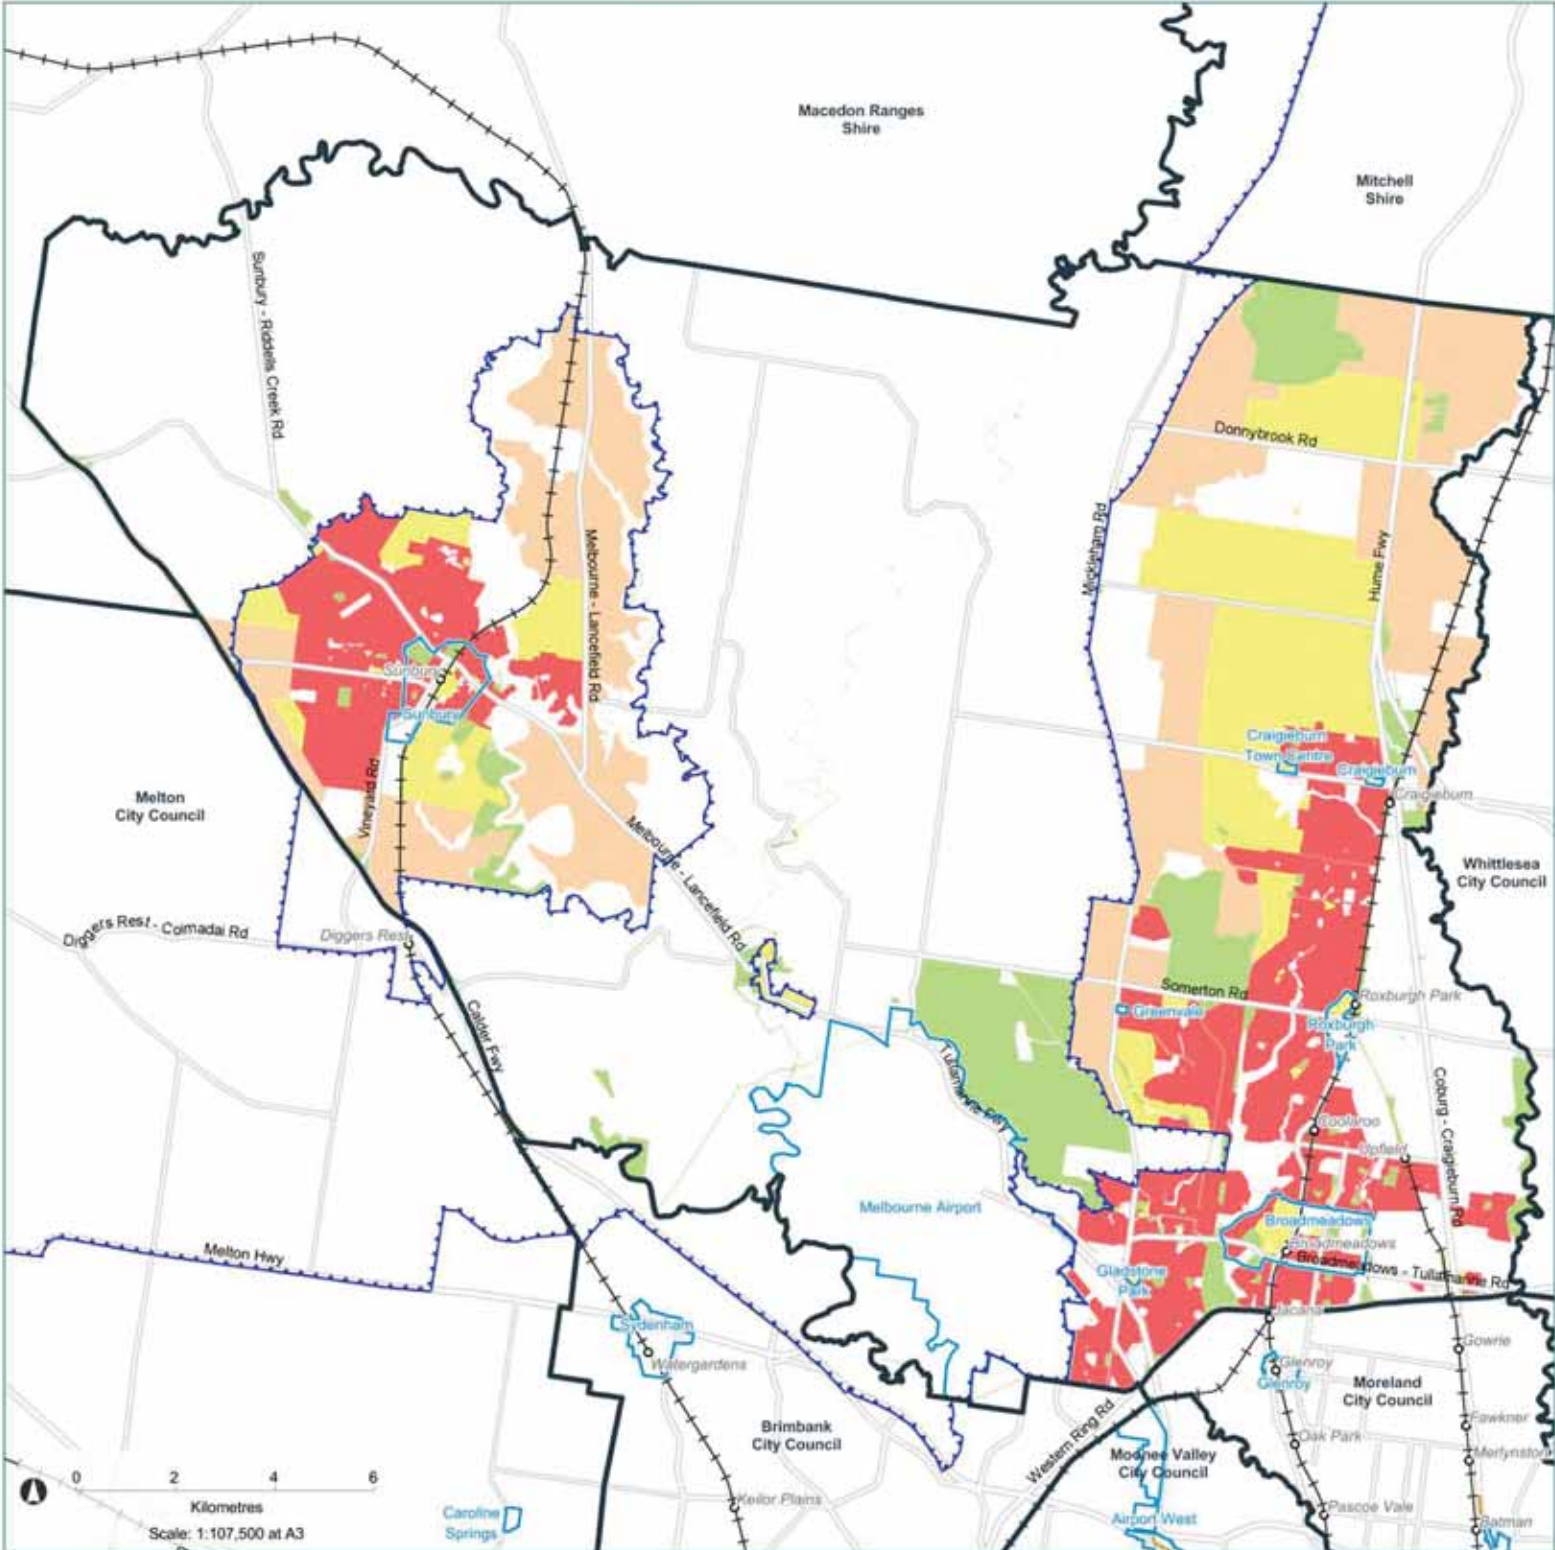 Macedon Ranges
Shire
Mitchell
Shire
Sunbury - Riddells Creek Rd
Donnybrook Rd
Mickleham Rd
Hume Fwy
Melbourne - Lancefield Rd
Sunbury
Sunbury
Craigieburn
Town Centre
Craigieburn
Craigieburn
Vineyard Rd
Melton
City Council
Melbourne - Lancefield Rd
Whittlesea
City Council
Diggers Rest - Coimadai Rd
Diggers Rest
Somerton Rd
Roxburgh Park
Greenvale
Roxburgh
Park
Calder Fwy
Tullamarine Fwy
Coburg - Craigieburn Rd
Coolaroo
Upfield
Melbourne Airport
Broadmeadows
Broadmeadows
Melton Hwy
Broadmeadows - Tullamarine Rd
Gladstone
Park
Jacana
Sydenham
Watergardens
Gowrie
Glenroy
Glenroy
Moreland
City Council
Brimbank
City Council
Western Ring Rd
Fawkner
Oak Park
Merlynston
Moonee Valley
City Council
0 2 4 6
Kilometres
Scale: 1:107,500 at A3
Keilor Plains
Caroline
Springs
Airport West
Pascoe Vale
Batman